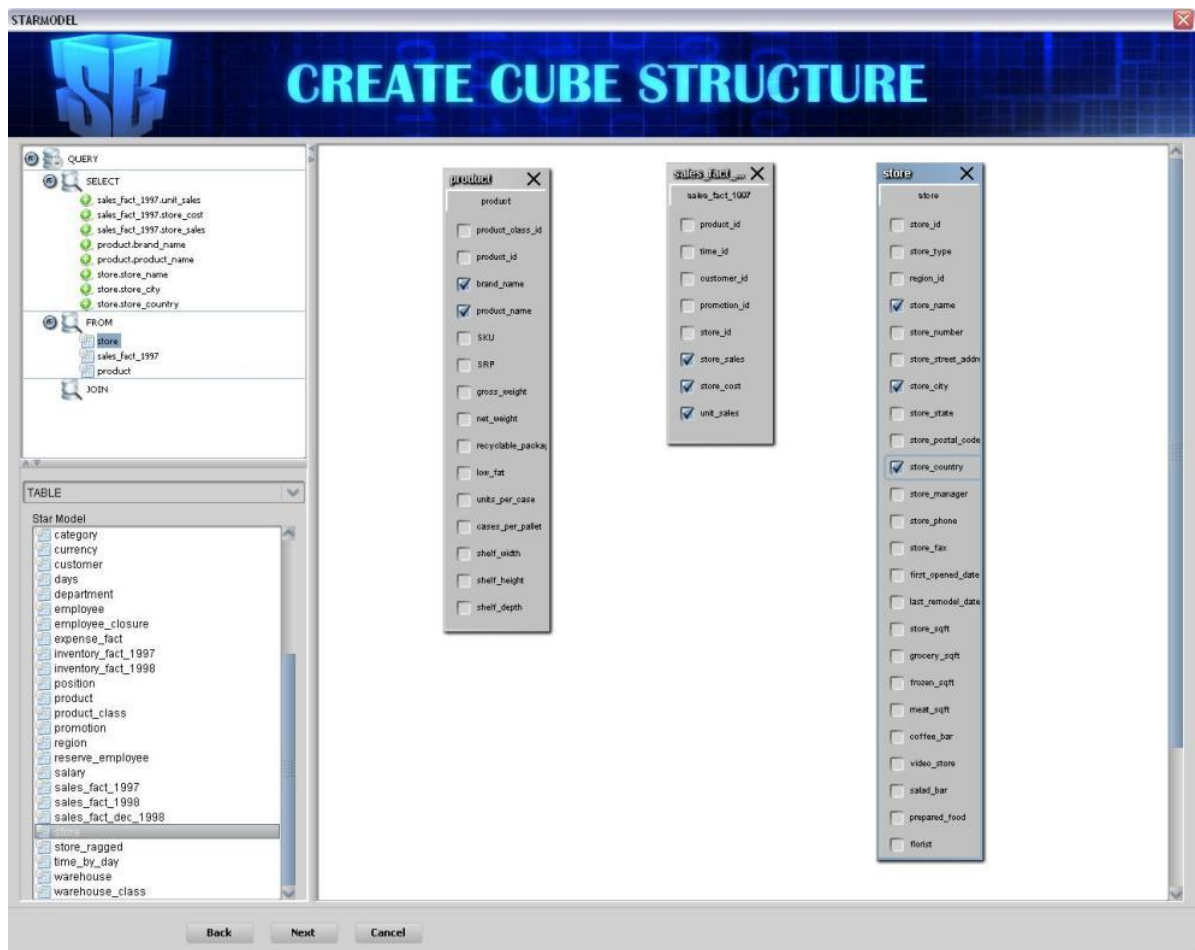 STARMODEL
CREATE CUBE STRUCTURE
QUERY
SELECT
sales_fact_1997.unit_sales
sales_fact_1997.store_cost
sales_fact_1997.store_sales
product.brand_name
product.product_name
store.store_name
store.store_city
store.store_country
FROM
store
sales_fact_1997
product
JOIN
TABLE
Star Model
category
currency
customer
days
department
employee
employee_closure
expense_fact
inventory_fact_1997
inventory_fact_1998
position
product
product_class
promotion
region
reserve_employee
salary
sales_fact_1997
sales_fact_1998
sales_fact_dec_1998
store
store_ragged
time_by_day
warehouse
warehouse_class
product
product
product_class_id
product_id
brand_name
product_name
SKU
SRP
gross_weight
net_weight
recyclable_packa
low_fat
units_per_case
cases_per_pallet
shelf_width
shelf_height
shelf_depth
sales_fact_...
sales_fact_1997
product_id
time_id
customer_id
promotion_id
store_id
store_sales
store_cost
unit_sales
store
store
store_id
store_type
region_id
store_name
store_number
store_street_addre
store_city
store_state
store_postal_code
store_country
store_manager
store_phone
store_fax
first_opened_date
last_remodel_date
store_sqft
grocery_sqft
frozen_sqft
meat_sqft
coffee_bar
video_store
salad_bar
prepared_food
florist
Back Next Cancel